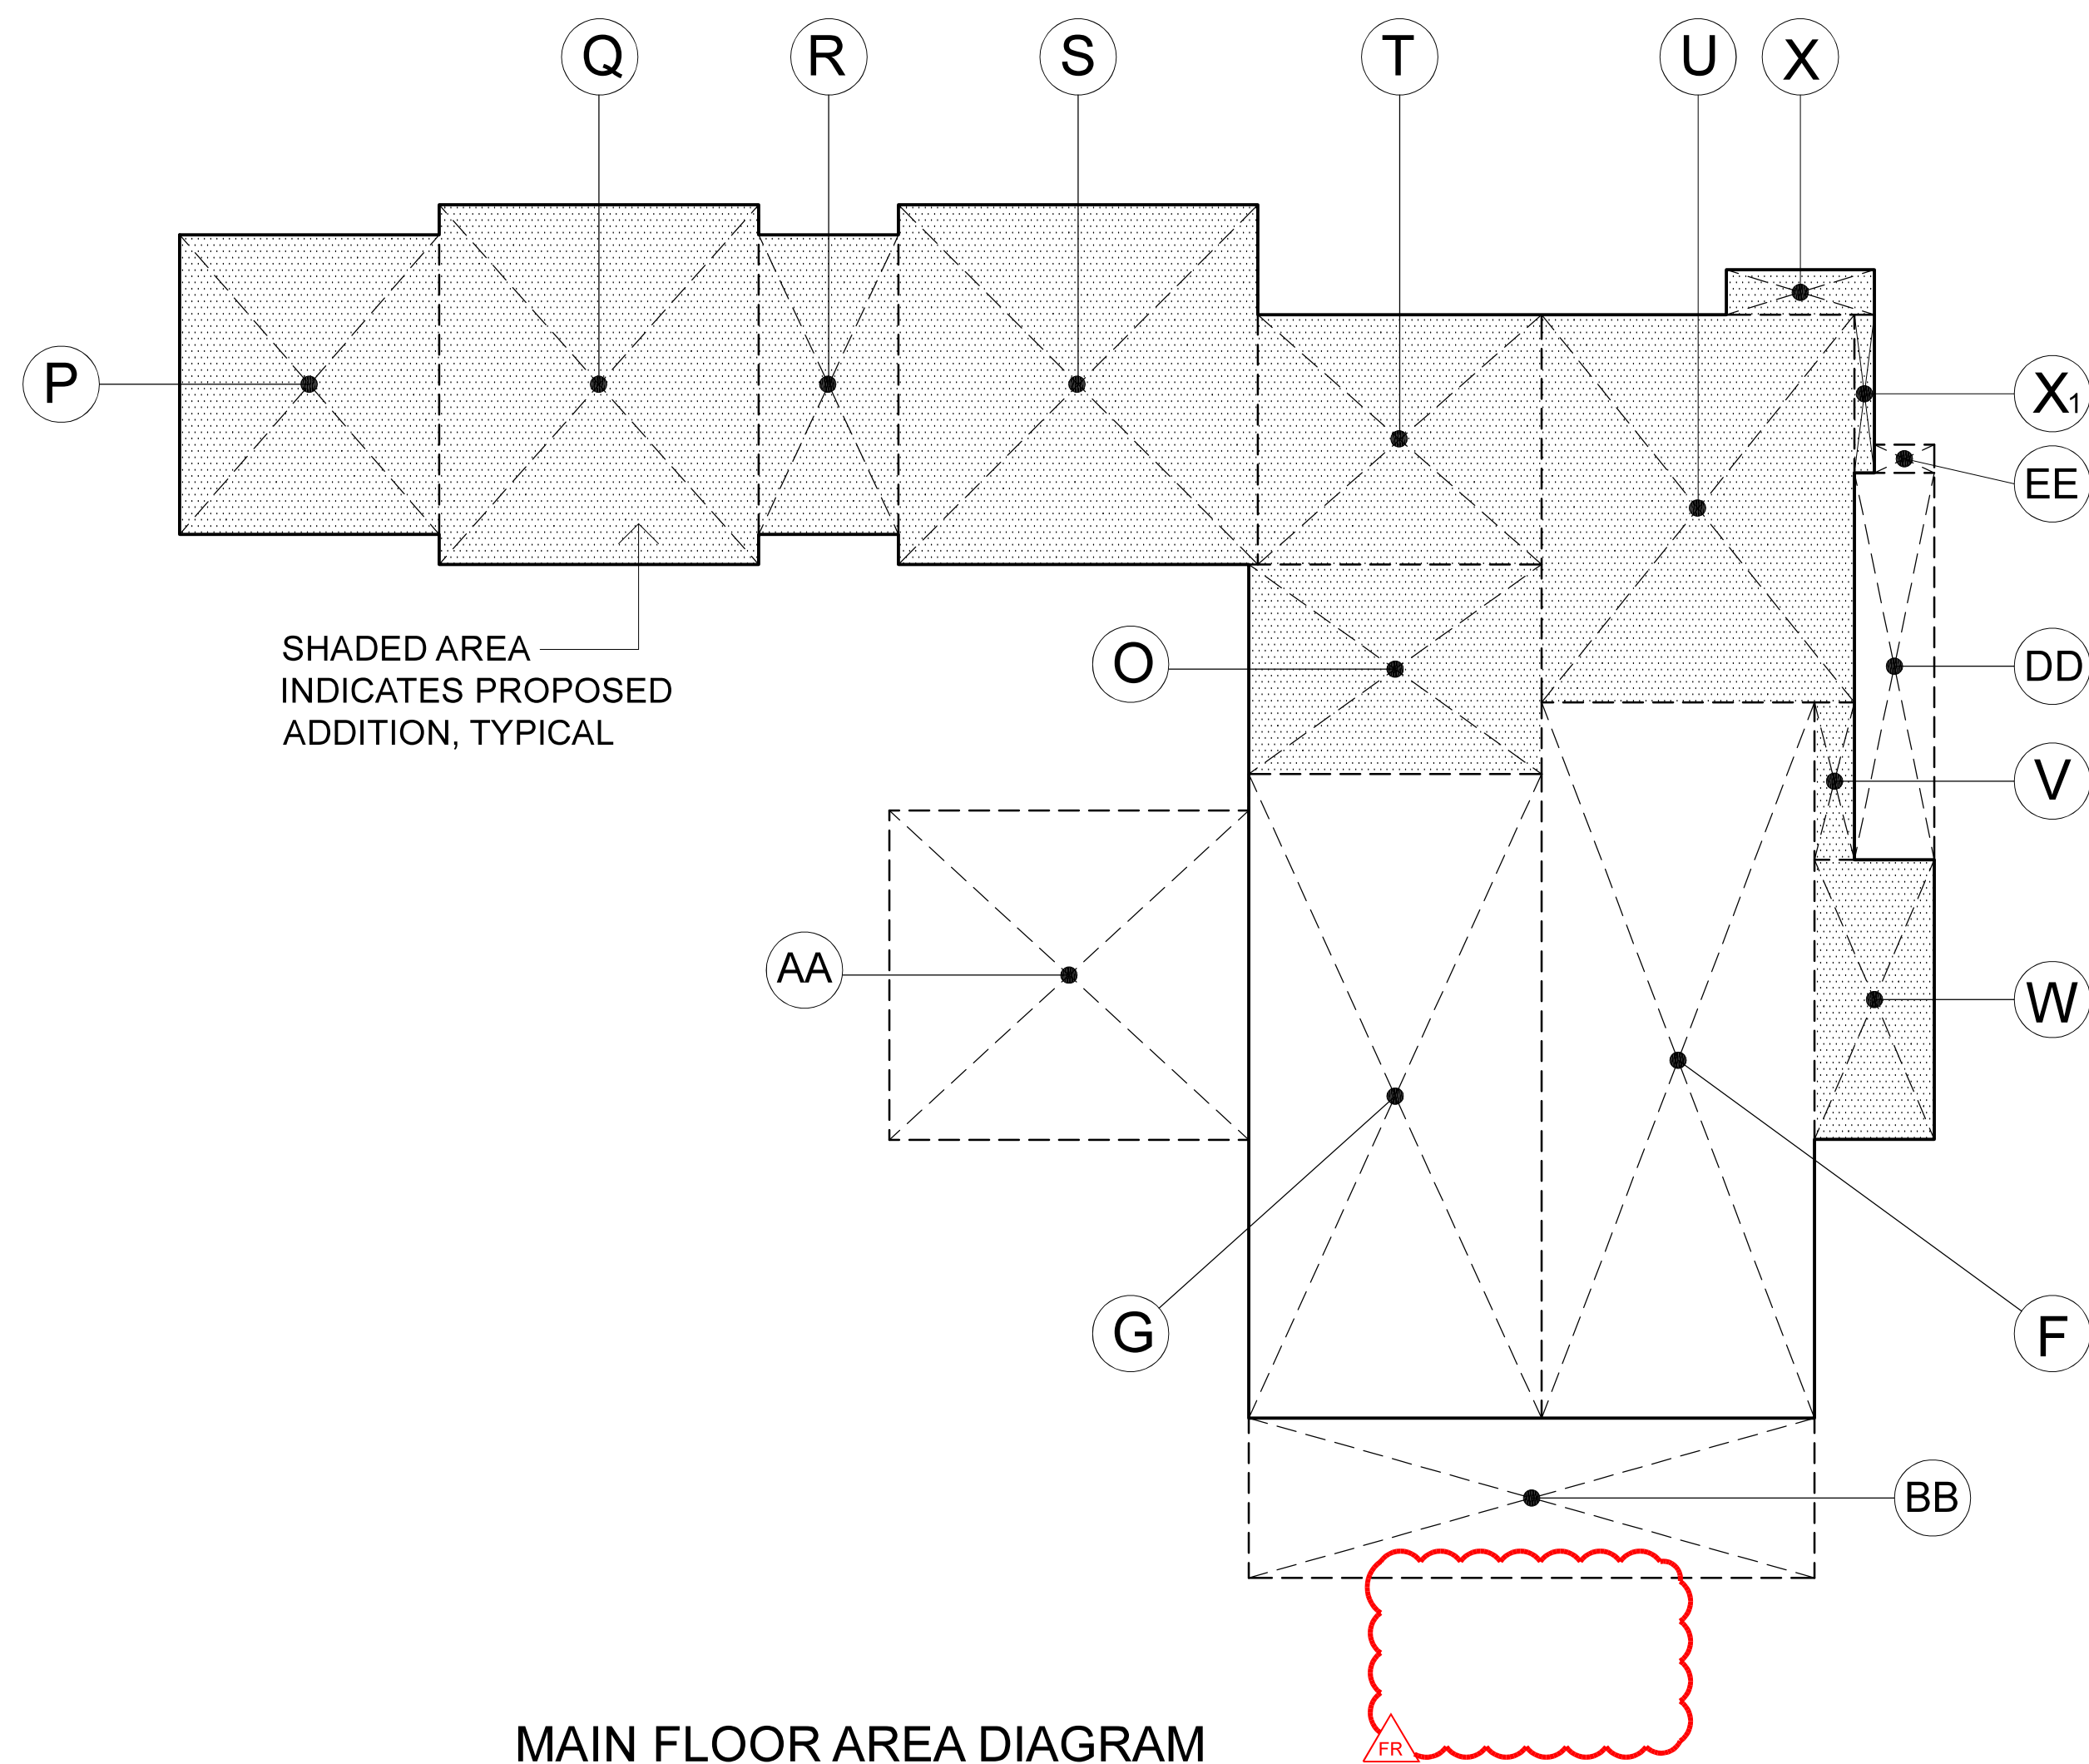 Q
R
S
T
U
X
P
X1
EE
SHADED AREA
INDICATES PROPOSED
ADDITION, TYPICAL
O
DD
V
AA
W
G
F
BB
FR
MAIN FLOOR AREA DIAGRAM